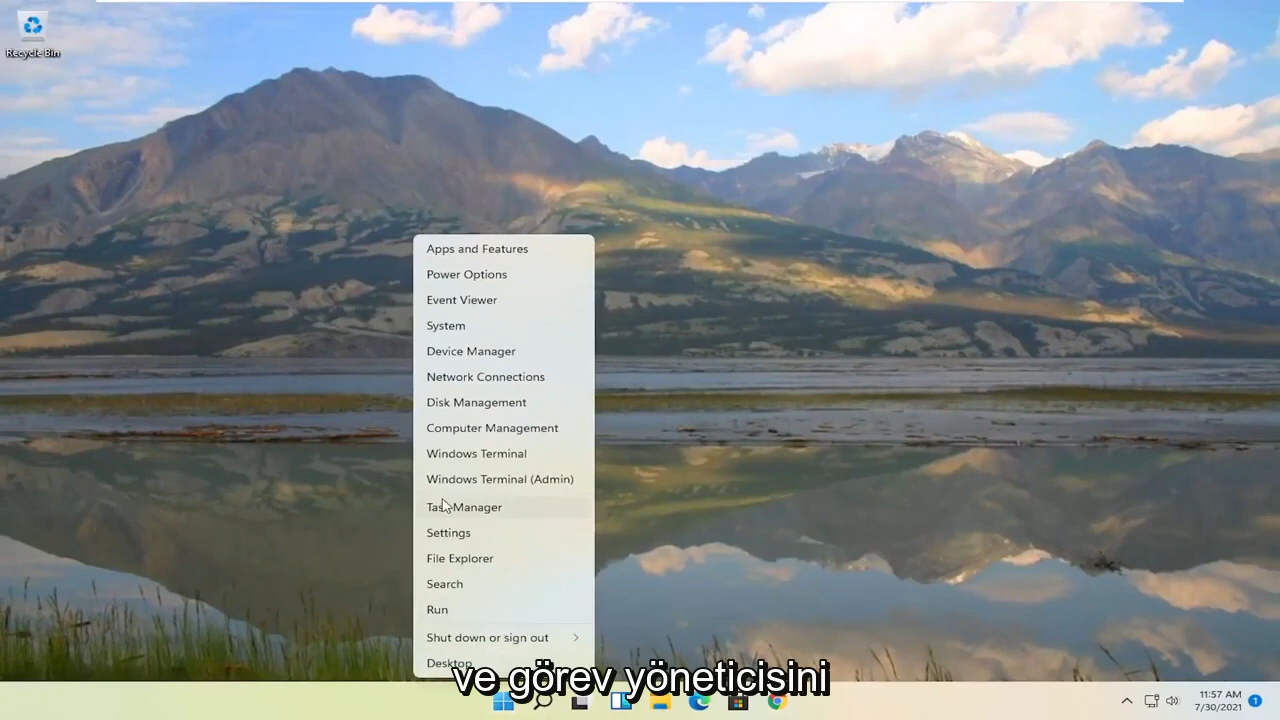 Recycle Bin
Apps and Features
Power Options
Event Viewer
System
Device Manager
Network Connections
Disk Management
Computer Management
Windows Terminal
Windows Terminal (Admin)
Task Manager
Settings
File Explorer
Search
Run
Shut down or sign out
Desktop
ve görev yöneticisini
11:57 AM
7/30/2021
1